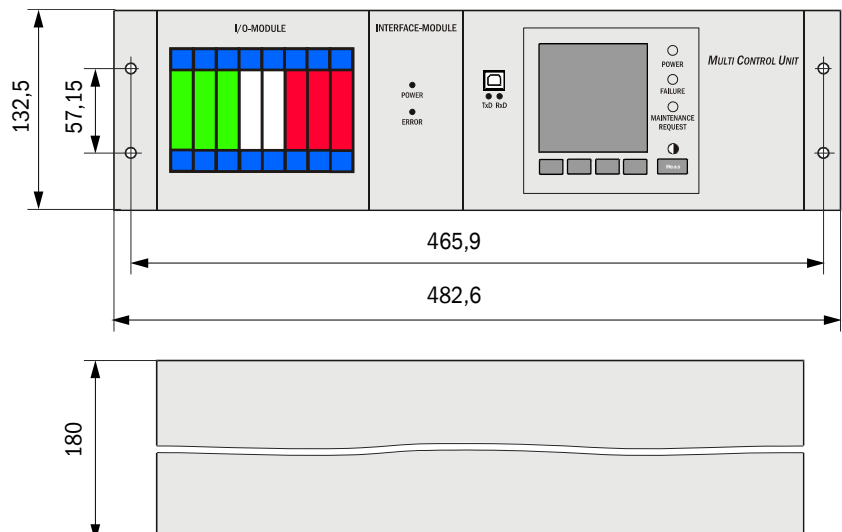 I/O-MODULE
INTERFACE-MODULE
POWER
ERROR
TxD RxD
POWER
FAILURE
MAINTENANCE
REQUEST
Menu
MULTI CONTROL UNIT
132,5
57,15
465,9
482,6
180